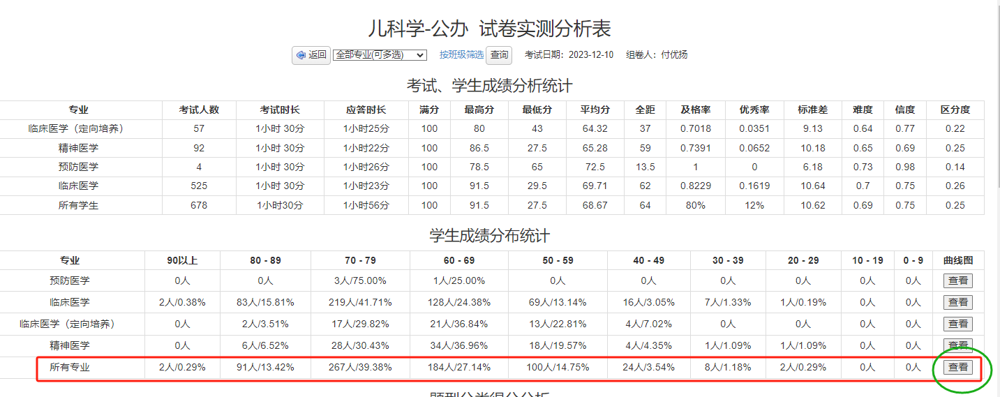 儿科学-公办 试卷实测分析表
返回 全部专业(可多选) 按班级筛选 查询 考试日期：2023-12-10 组卷人：付优扬
考试、学生成绩分析统计
专业 考试人数 考试时长 应答时长 满分 最高分 最低分 平均分 全距 及格率 优秀率 标准差 难度 信度 区分度
临床医学（定向培养） 57 1小时 30分 1小时25分 100 80 43 64.32 37 0.7018 0.0351 9.13 0.64 0.77 0.22
精神医学 92 1小时 30分 1小时22分 100 86.5 27.5 65.28 59 0.7391 0.0652 10.18 0.65 0.69 0.25
预防医学 4 1小时 30分 1小时26分 100 78.5 65 72.5 13.5 1 0 6.18 0.73 0.98 0.14
临床医学 525 1小时 30分 1小时23分 100 91.5 29.5 69.71 62 0.8229 0.1619 10.64 0.7 0.75 0.26
所有学生 678 1小时30分 1小时56分 100 91.5 27.5 68.67 64 80% 12% 10.62 0.69 0.75 0.25
学生成绩分布统计
专业 90以上 80 - 89 70 - 79 60 - 69 50 - 59 40 - 49 30 - 39 20 - 29 10 - 19 0 - 9 曲线图
预防医学 0人 0人 3人/75.00% 1人/25.00% 0人 0人 0人 0人 0人 0人 查看
临床医学 2人/0.38% 83人/15.81% 219人/41.71% 128人/24.38% 69人/13.14% 16人/3.05% 7人/1.33% 1人/0.19% 0人 0人 查看
临床医学（定向培养） 0人 2人/3.51% 17人/29.82% 21人/36.84% 13人/22.81% 4人/7.02% 0人 0人 0人 0人 查看
精神医学 0人 6人/6.52% 28人/30.43% 34人/36.96% 18人/19.57% 4人/4.35% 1人/1.09% 1人/1.09% 0人 0人 查看
所有专业 2人/0.29% 91人/13.42% 267人/39.38% 184人/27.14% 100人/14.75% 24人/3.54% 8人/1.18% 2人/0.29% 0人 0人 查看